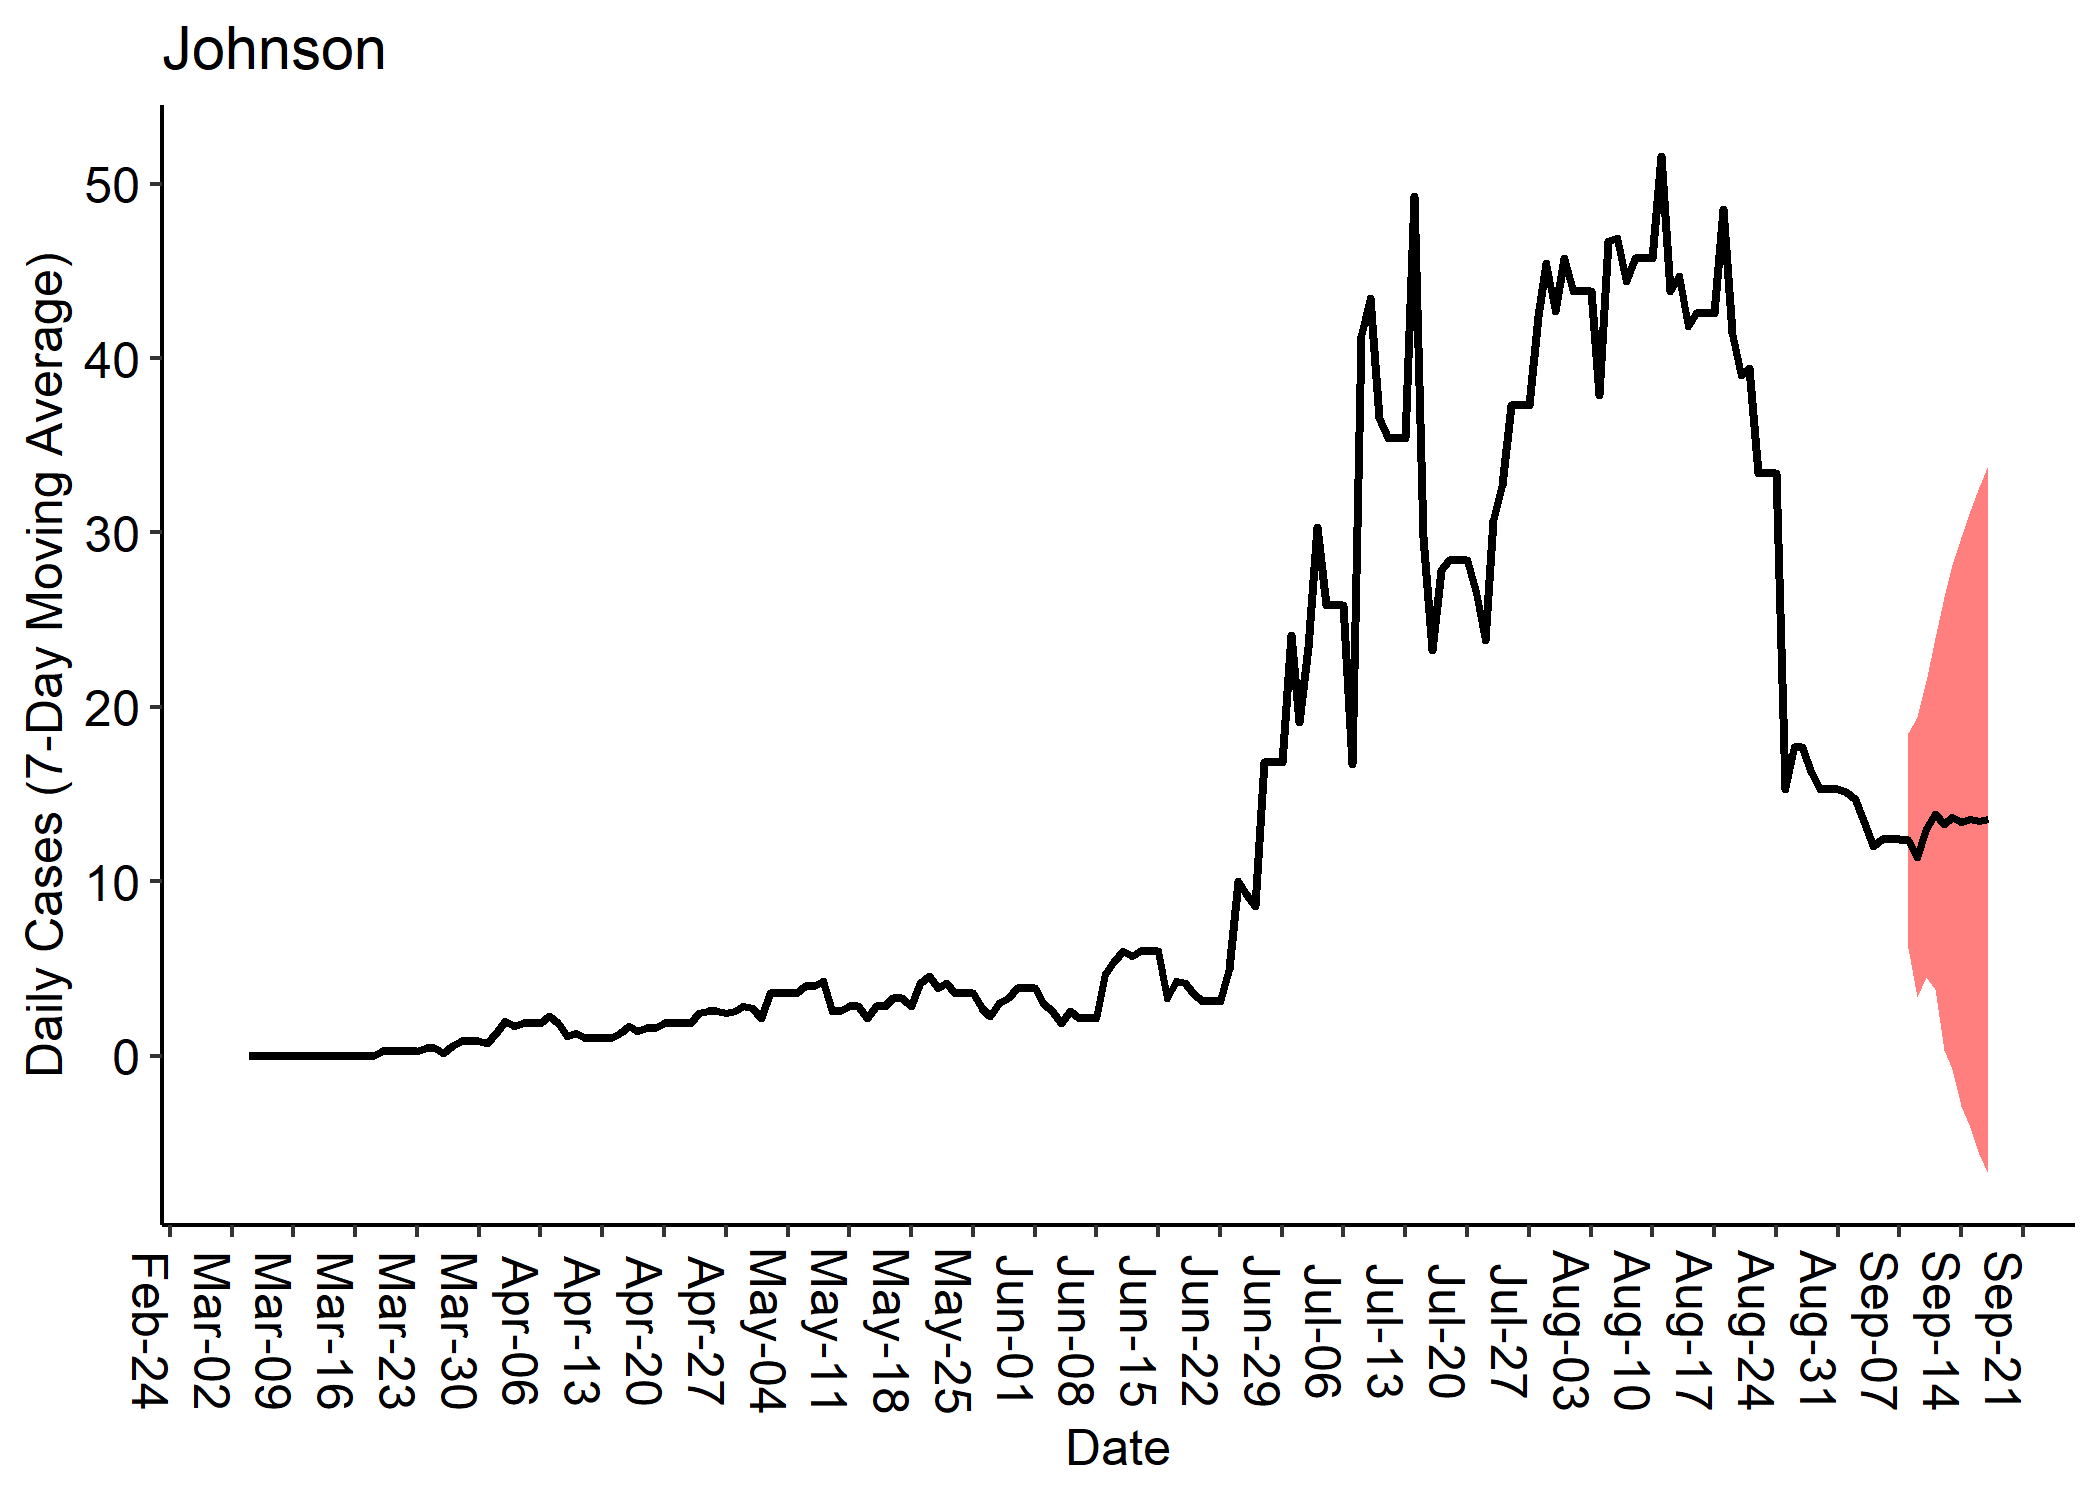 Johnson
Daily Cases (7-Day Moving Average)
50
40
30
20
10
0
Feb-24
Mar-02
Mar-09
Mar-16
Mar-23
Mar-30
Apr-06
Apr-13
Apr-20
Apr-27
May-04
May-11
May-18
May-25
Jun-01
Jun-08
Jun-15
Jun-22
Jun-29
Jul-06
Jul-13
Jul-20
Jul-27
Aug-03
Aug-10
Aug-17
Aug-24
Aug-31
Sep-07
Sep-14
Sep-21
Date